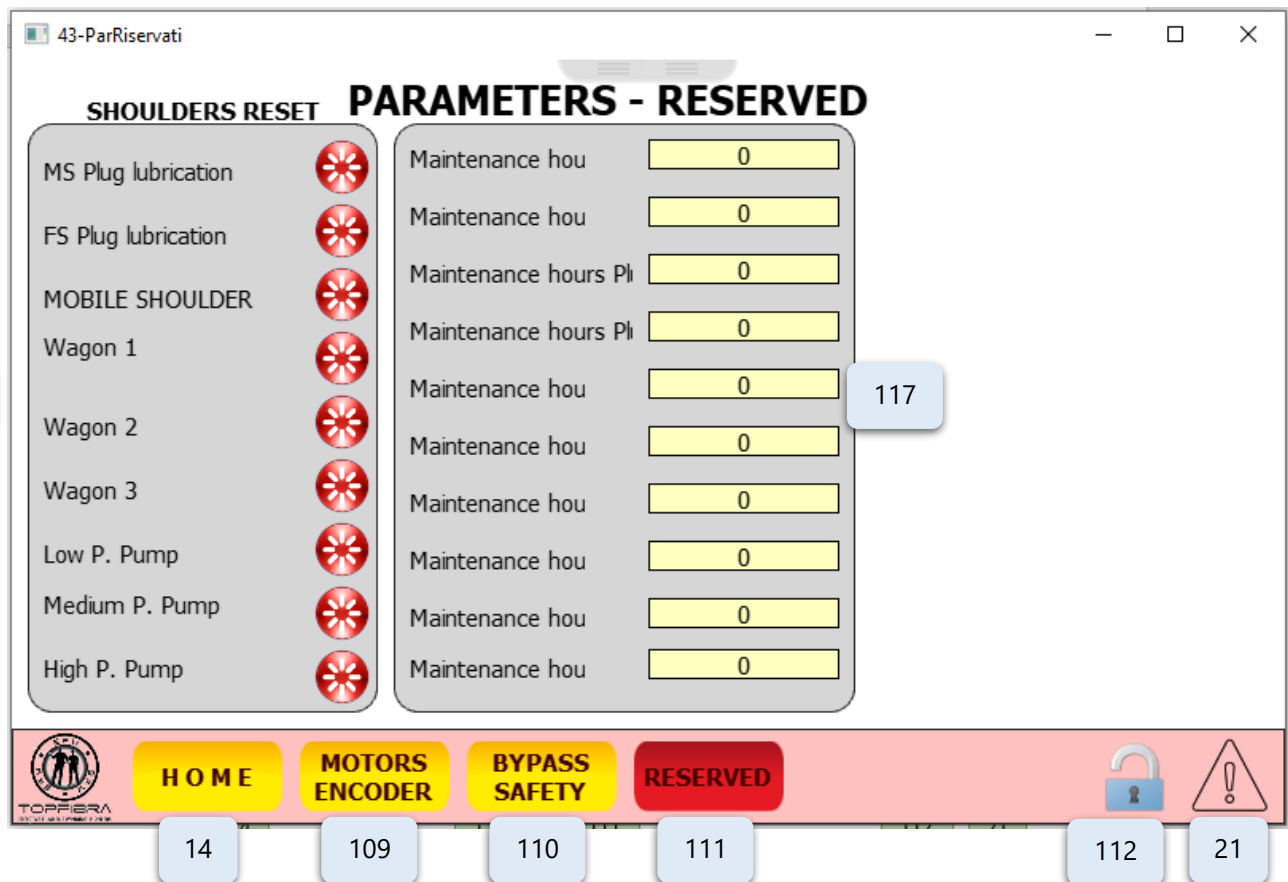 43-ParRiservati
SHOULDERS RESET
PARAMETERS - RESERVED
MS Plug lubrication
FS Plug lubrication
MOBILE SHOULDER
Wagon 1
Wagon 2
Wagon 3
Low P. Pump
Medium P. Pump
High P. Pump
Maintenance hou 0
Maintenance hou 0
Maintenance hours Plu 0
Maintenance hours Plu 0
Maintenance hou 0
Maintenance hou 0
Maintenance hou 0
Maintenance hou 0
Maintenance hou 0
Maintenance hou 0
117
TOPFIERA
HOME
MOTORS
ENCODER
BYPASS
SAFETY
RESERVED
14
109
110
111
112
21